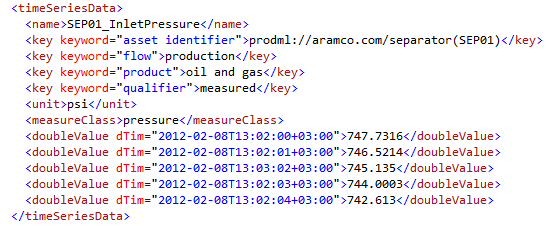 <timeSeriesData>
<name>SEP01_InletPressure</name>
<key keyword="asset identifier">prodml://aramco.com/separator(SEP01)</key>
<key keyword="flow">production</key>
<key keyword="product">oil and gas</key>
<key keyword="qualifier">measured</key>
<unit>psi</unit>
<measureClass>pressure</measureClass>
<doubleValue dTim="2012-02-08T13:02:00+03:00">747.7316</doubleValue>
<doubleValue dTim="2012-02-08T13:02:01+03:00">746.5214</doubleValue>
<doubleValue dTim="2012-02-08T13:03:02+03:00">745.135</doubleValue>
<doubleValue dTim="2012-02-08T13:02:03+03:00">744.0003</doubleValue>
<doubleValue dTim="2012-02-08T13:02:04+03:00">742.613</doubleValue>
</timeSeriesData>